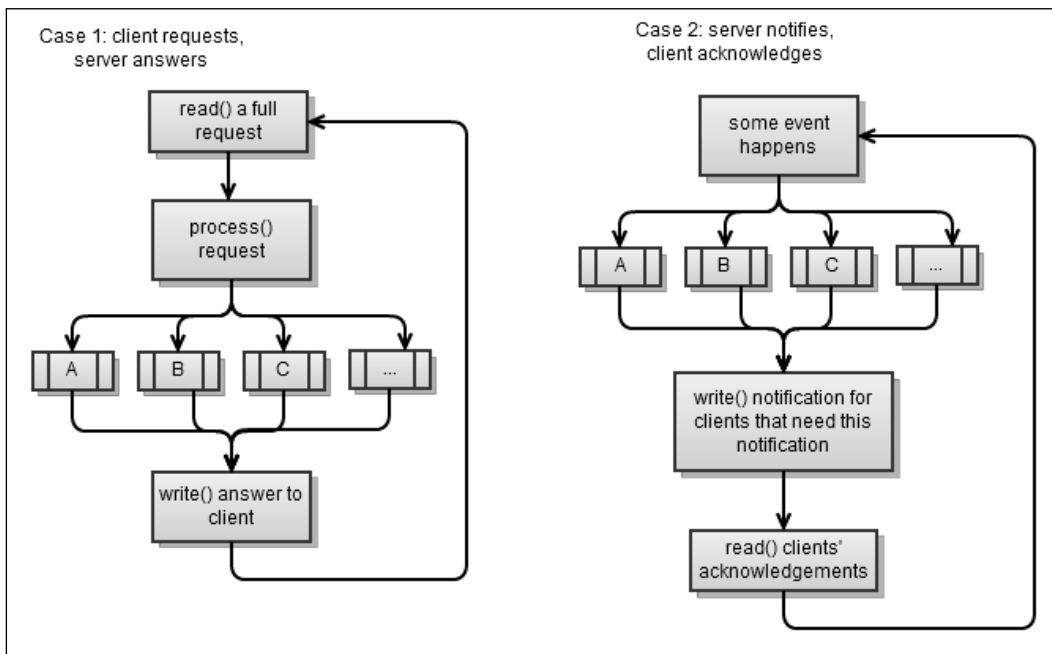 Case 1: client requests,
server answers
read() a full
request
process()
request
A
B
C
...
write() answer to
client
Case 2: server notifies,
client acknowledges
some event
happens
A
B
C
...
write() notification for
clients that need this
notification
read() clients'
acknowledgements